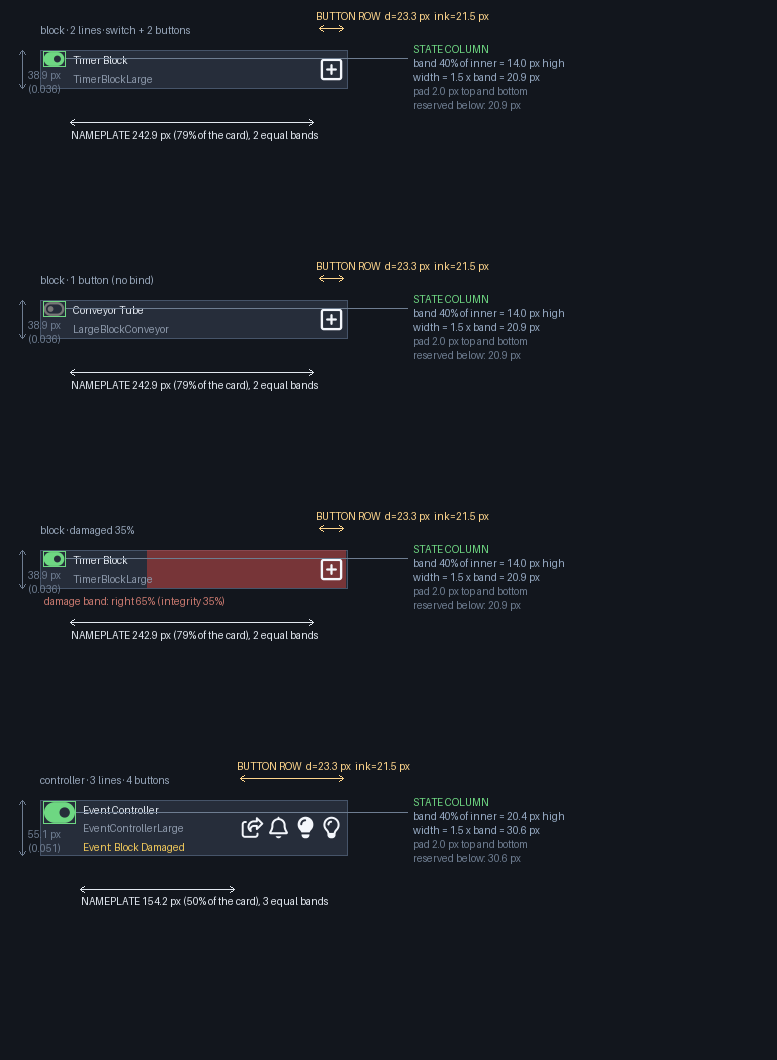 BUTTON ROW d=23.3 px ink=21.5 px
block · 2 lines · switch + 2 buttons
STATE COLUMN
Timer Block
band 40% of inner = 14.0 px high
38.9 px
TimerBlockLarge
width = 1.5 x band = 20.9 px
(0.036)
pad 2.0 px top and bottom
reserved below: 20.9 px
NAMEPLATE 242.9 px (79% of the card), 2 equal bands
BUTTON ROW d=23.3 px ink=21.5 px
block · 1 button (no bind)
STATE COLUMN
Conveyor Tube
band 40% of inner = 14.0 px high
38.9 px
LargeBlockConveyor
width = 1.5 x band = 20.9 px
(0.036)
pad 2.0 px top and bottom
reserved below: 20.9 px
NAMEPLATE 242.9 px (79% of the card), 2 equal bands
BUTTON ROW d=23.3 px ink=21.5 px
block · damaged 35%
STATE COLUMN
Timer Block
band 40% of inner = 14.0 px high
38.9 px
TimerBlockLarge
width = 1.5 x band = 20.9 px
(0.036)
pad 2.0 px top and bottom
damage band: right 65% (integrity 35%)
reserved below: 20.9 px
NAMEPLATE 242.9 px (79% of the card), 2 equal bands
BUTTON ROW d=23.3 px ink=21.5 px
controller · 3 lines · 4 buttons
STATE COLUMN
Event Controller
band 40% of inner = 20.4 px high
EventControllerLarge
width = 1.5 x band = 30.6 px
55.1 px
(0.051)
Event: Block Damaged
pad 2.0 px top and bottom
reserved below: 30.6 px
NAMEPLATE 154.2 px (50% of the card), 3 equal bands